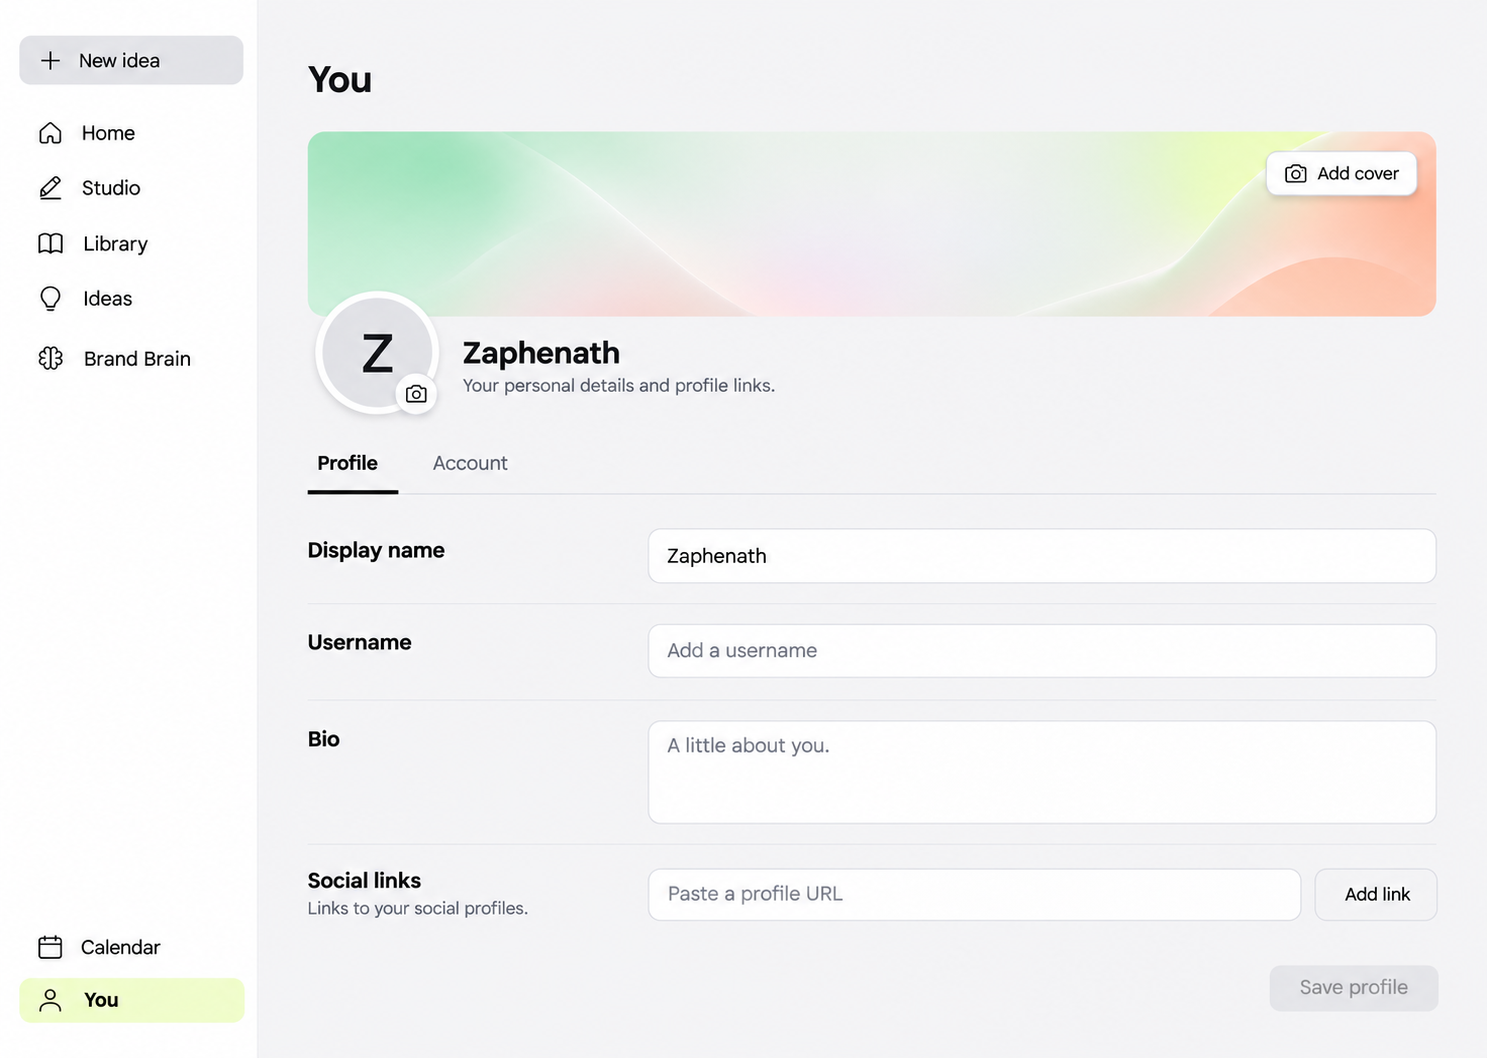 New idea
Home
Studio
Library
Ideas
Brand Brain
Calendar
You
You
Add cover
Z
Zaphenath
Your personal details and profile links.
Profile
Account
Display name
Zaphenath
Username
Add a username
Bio
A little about you.
Social links
Links to your social profiles.
Paste a profile URL
Add link
Save profile